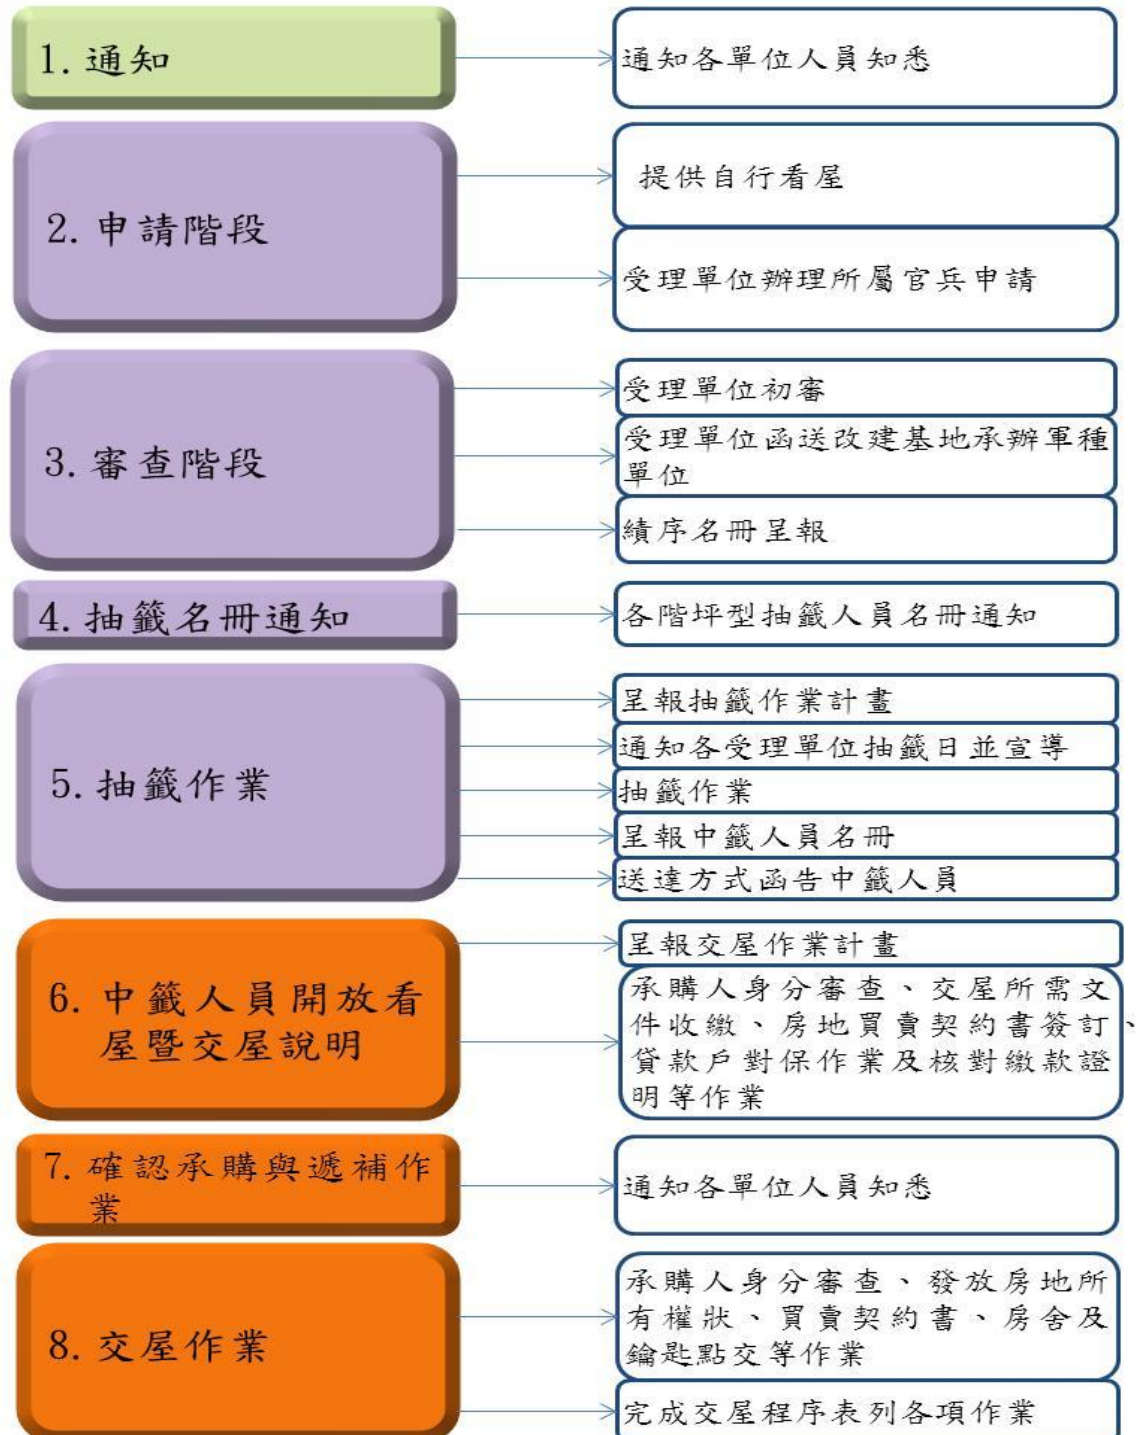 1. 通知
通知各單位人員知悉
2. 申請階段
提供自行看屋
受理單位辦理所屬官兵申請
3. 審查階段
受理單位初審
受理單位函送改建基地承辦軍種
單位
績序名冊呈報
4. 抽籤名冊通知
各階坪型抽籤人員名冊通知
5. 抽籤作業
呈報抽籤作業計畫
通知各受理單位抽籤日並宣導
抽籤作業
呈報中籤人員名冊
送達方式函告中籤人員
6. 中籤人員開放看
屋暨交屋說明
呈報交屋作業計畫
承購人身分審查、交屋所需文
件收繳、房地買賣契約書簽訂、
貸款戶對保作業及核對繳款證
明等作業
7. 確認承購與遞補作
業
通知各單位人員知悉
8. 交屋作業
承購人身分審查、發放房地所
有權狀、買賣契約書、房舍及
鑰匙點交等作業
完成交屋程序表列各項作業